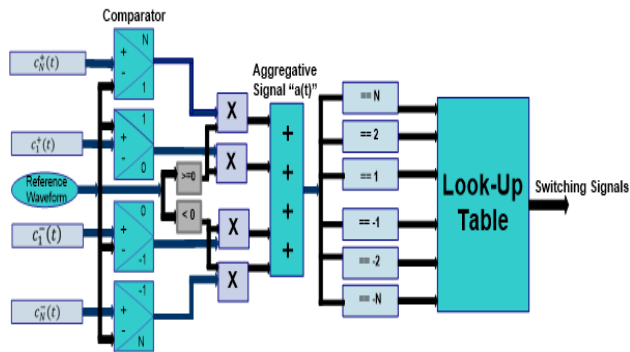 Comparator
c_N^+(t)
+
-
N
1
c_1^+(t)
+
-
1
0
Reference
Waveform
>=0
< 0
c_1^-(t)
+
-
0
-1
c_N^-(t)
+
-
-1
N
X
X
X
X
Aggregative
Signal “a(t)”
+
+
+
+
== N
== 2
== 1
== -1
== -2
== -N
Look-Up
Table
Switching Signals